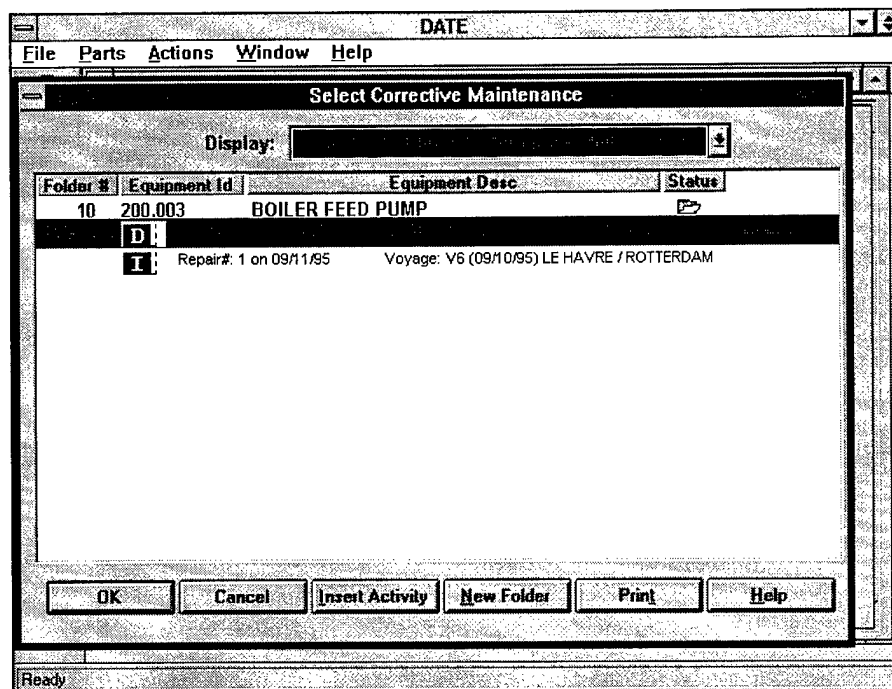 DATE
File Parts Actions Window Help
Select Corrective Maintenance
Display:
Folder # Equipment Id Equipment Desc Status
10 200.003 BOILER FEED PUMP
D
I Repair#: 1 on 09/11/95 Voyage: V6 (09/10/95) LE HAVRE / ROTTERDAM
OK Cancel Insert Activity New Folder Print Help
Ready